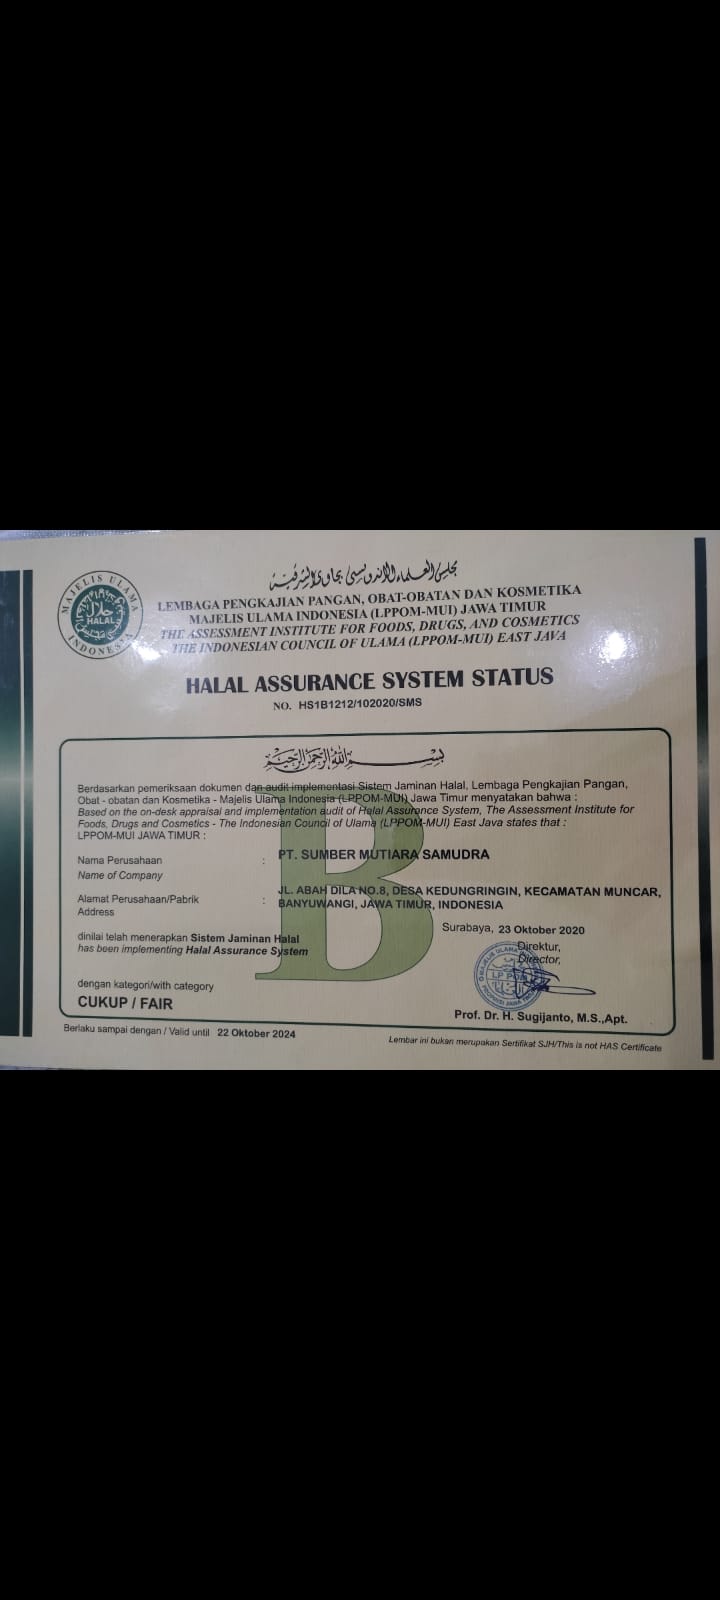 مجلس العلماء الإندونيسي بجاوى الشرقية
MAJELIS ULAMA
حلال
HALAL
INDONESIA
LEMBAGA PENGKAJIAN PANGAN, OBAT-OBATAN DAN KOSMETIKA
MAJELIS ULAMA INDONESIA (LPPOM-MUI) JAWA TIMUR
THE ASSESSMENT INSTITUTE FOR FOODS, DRUGS, AND COSMETICS
THE INDONESIAN COUNCIL OF ULAMA (LPPOM-MUI) EAST JAVA
HALAL ASSURANCE SYSTEM STATUS
NO. HS1B1212/102020/SMS
بسم الله الرحمن الرحيم
Berdasarkan pemeriksaan dokumen dan audit implementasi Sistem Jaminan Halal, Lembaga Pengkajian Pangan,
Obat - obatan dan Kosmetika - Majelis Ulama Indonesia (LPPOM-MUI) Jawa Timur menyatakan bahwa :
Based on the on-desk appraisal and implementation audit of Halal Assurance System, The Assessment Institute for
Foods, Drugs and Cosmetics - The Indonesian Council of Ulama (LPPOM-MUI) East Java states that :
LPPOM-MUI JAWA TIMUR :
B
Nama Perusahaan : PT. SUMBER MUTIARA SAMUDRA
Name of Company
Alamat Perusahaan/Pabrik : JL. ABAH DILA NO.8, DESA KEDUNGRINGIN, KECAMATAN MUNCAR,
Address BANYUWANGI, JAWA TIMUR, INDONESIA
Surabaya, 23 Oktober 2020
dinilai telah menerapkan Sistem Jaminan Halal
has been implementing Halal Assurance System
Direktur,
Director,
LP POM
dengan kategori/with category
CUKUP / FAIR
Prof. Dr. H. Sugijanto, M.S.,Apt.
Berlaku sampai dengan / Valid until 22 Oktober 2024
Lembar ini bukan merupakan Sertifikat SJH/This is not HAS Certificate